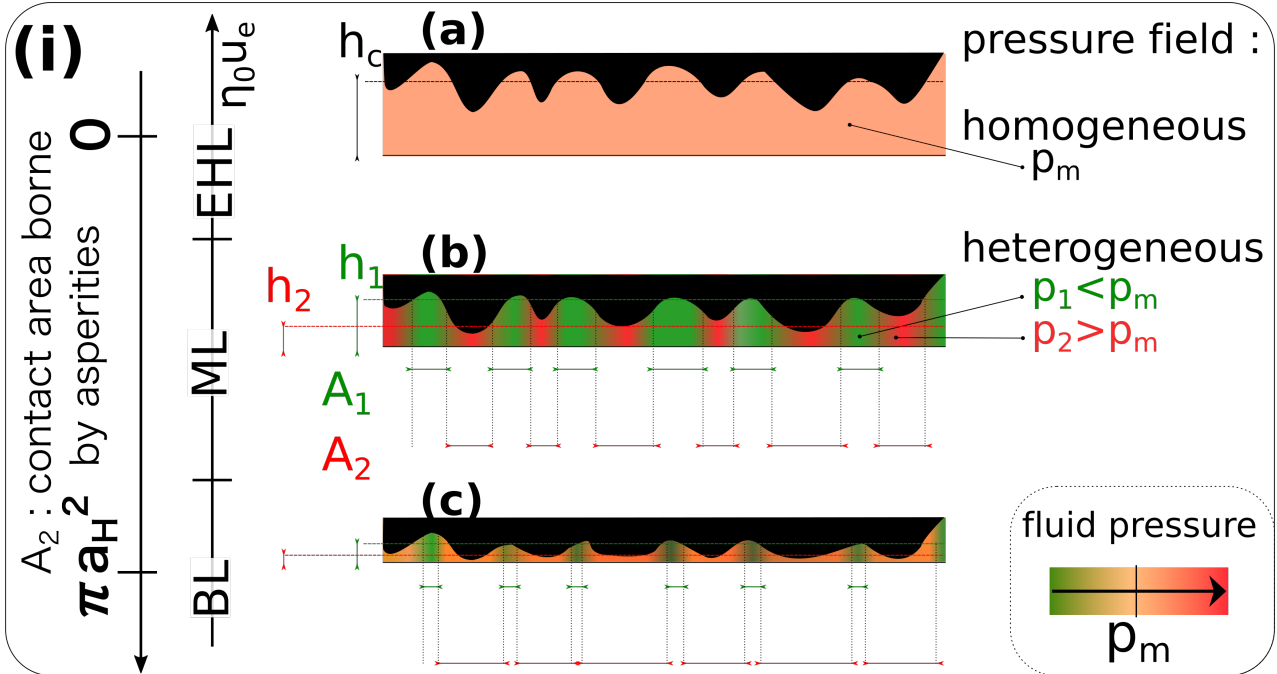 (i)
A₂ : contact area borne
by asperities
0
π aH²
η₀uₑ
EHL
ML
BL
(a)
hc
pressure field :
homogeneous
pₘ
(b)
h₁
h₂
heterogeneous
p₁<pₘ
p₂>pₘ
A₁
A₂
(c)
fluid pressure
pₘ